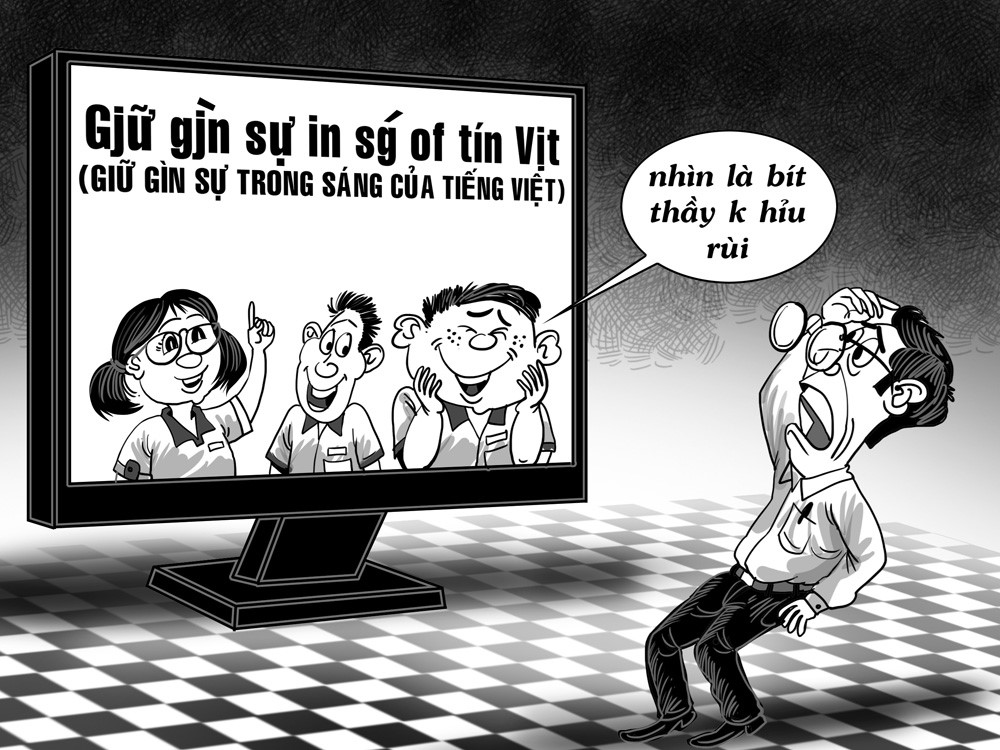 Gjữ gj̀n sự in sǵ of tín Vịt
(GIỮ GÌN SỰ TRONG SÁNG CỦA TIẾNG VIỆT)
nhìn là bít
thầy k hỉu
rùi